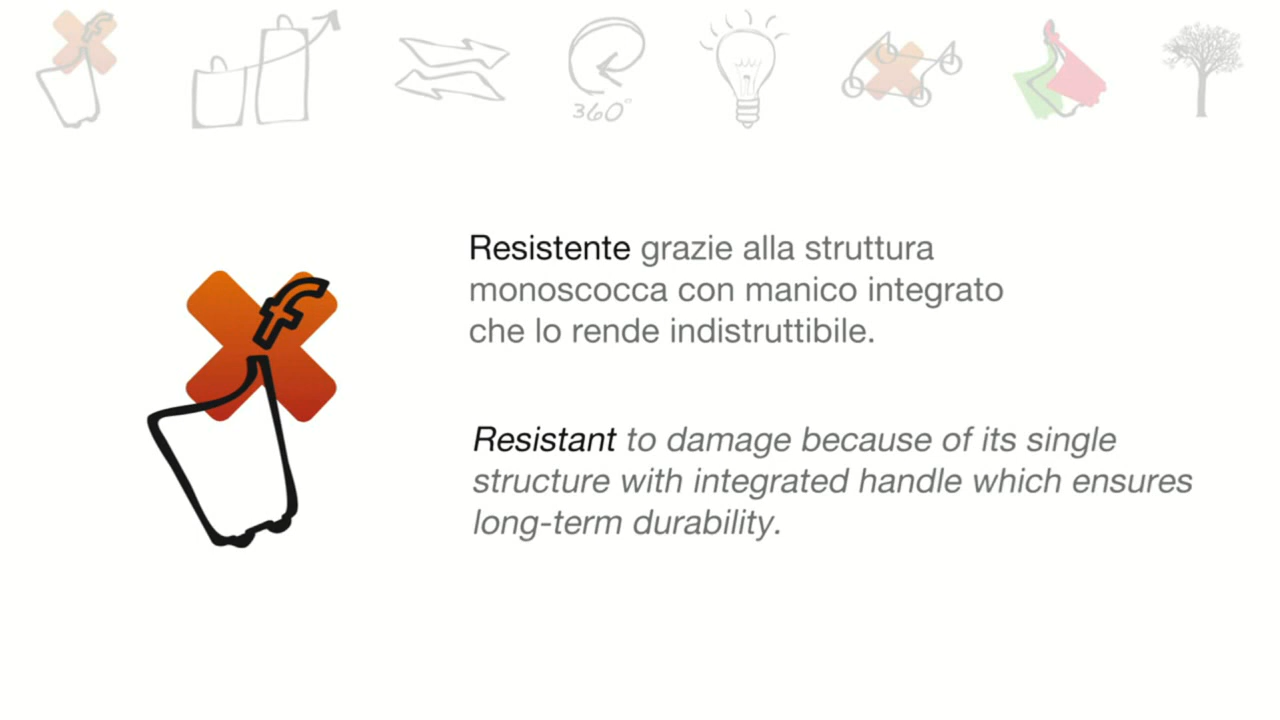 360°
Resistente grazie alla struttura
monoscocca con manico integrato
che lo rende indistruttibile.
Resistant to damage because of its single
structure with integrated handle which ensures
long-term durability.